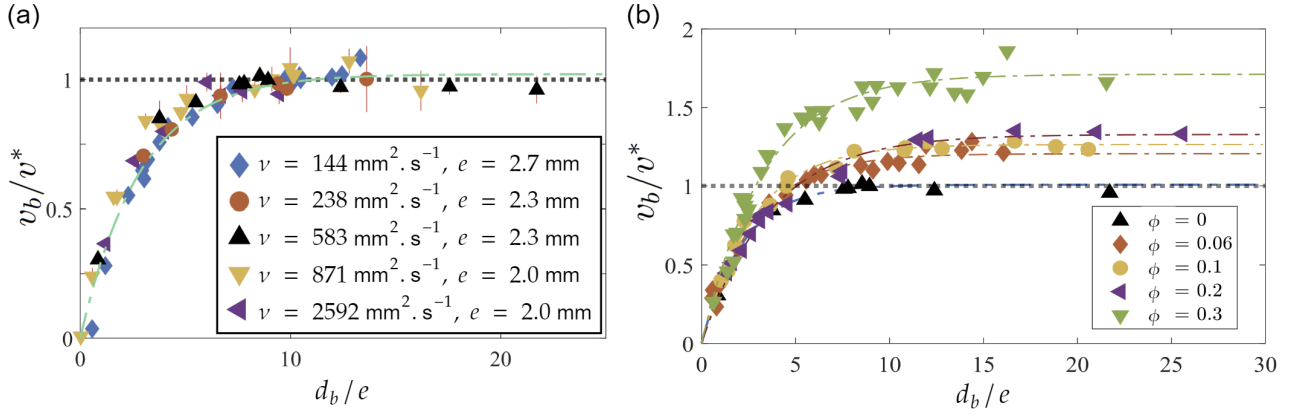 (a)
1
0.5
0
v_b/v*
0
10
20
d_b/e
ν = 144 mm².s⁻¹, e = 2.7 mm
ν = 238 mm².s⁻¹, e = 2.3 mm
ν = 583 mm².s⁻¹, e = 2.3 mm
ν = 871 mm².s⁻¹, e = 2.0 mm
ν = 2592 mm².s⁻¹, e = 2.0 mm
(b)
2
1.5
1
0.5
0
v_b/v*
0
5
10
15
20
25
30
d_b/e
ϕ = 0
ϕ = 0.06
ϕ = 0.1
ϕ = 0.2
ϕ = 0.3